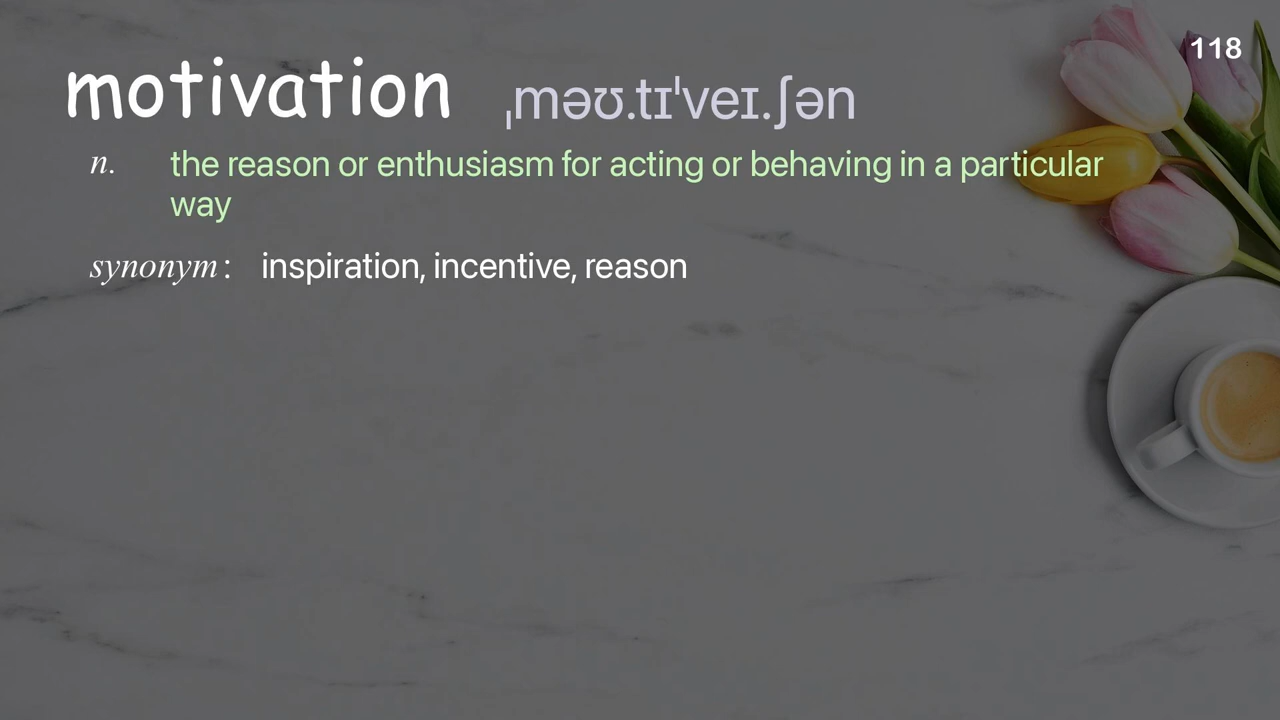 118
motivation ˌməʊ.tɪˈveɪ.ʃən
n. the reason or enthusiasm for acting or behaving in a particular
way
synonym: inspiration, incentive, reason